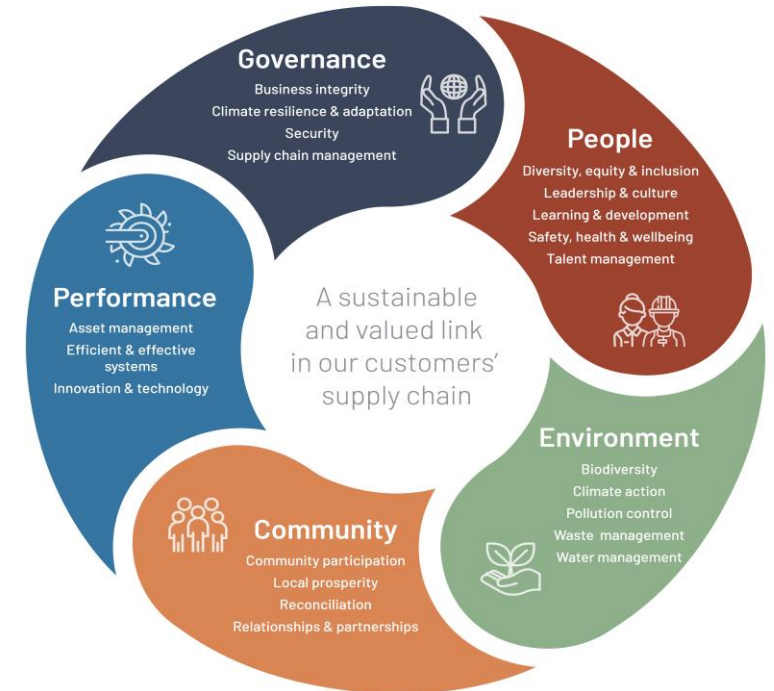 Governance
Business integrity
Climate resilience & adaptation
Security
Supply chain management
People
Diversity, equity & inclusion
Leadership & culture
Learning & development
Safety, health & wellbeing
Talent management
Environment
Biodiversity
Climate action
Pollution control
Waste management
Water management
Community
Community participation
Local prosperity
Reconciliation
Relationships & partnerships
Performance
Asset management
Efficient & effective
systems
Innovation & technology
A sustainable
and valued link
in our customers’
supply chain